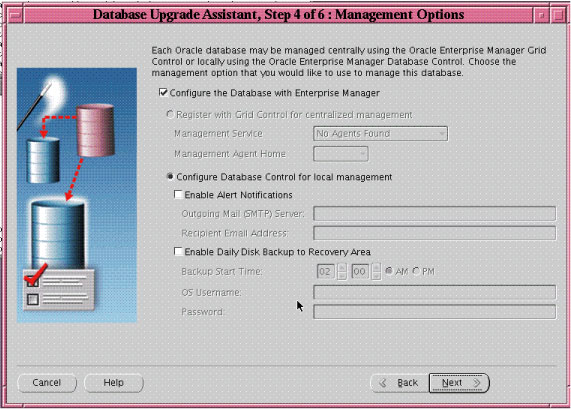 Database Upgrade Assistant, Step 4 of 6 : Management Options
Each Oracle database may be managed centrally using the Oracle Enterprise Manager Grid
Control or locally using the Oracle Enterprise Manager Database Control. Choose the
management option that you would like to use to manage this database.
Configure the Database with Enterprise Manager
Register with Grid Control for centralized management
Management Service No Agents Found
Management Agent Home
Configure Database Control for local management
Enable Alert Notifications
Outgoing Mail (SMTP) Server:
Recipient Email Address:
Enable Daily Disk Backup to Recovery Area
Backup Start Time: 02 00 AM PM
OS Username:
Password:
Cancel Help Back Next